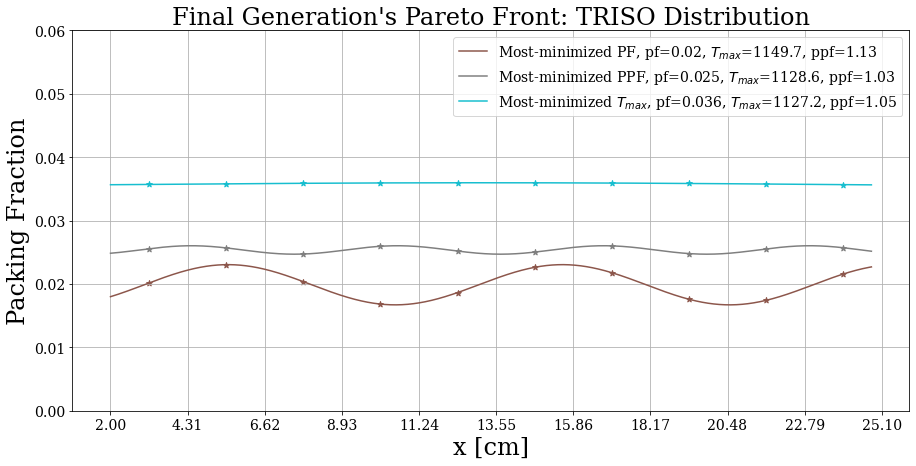 Final Generation's Pareto Front: TRISO Distribution
0.06
0.05
0.04
0.03
0.02
0.01
0.00
Packing Fraction
Most-minimized PF, pf=0.02, T_max=1149.7, ppf=1.13
Most-minimized PPF, pf=0.025, T_max=1128.6, ppf=1.03
Most-minimized T_max, pf=0.036, T_max=1127.2, ppf=1.05
2.00 4.31 6.62 8.93 11.24 13.55 15.86 18.17 20.48 22.79 25.10
x [cm]